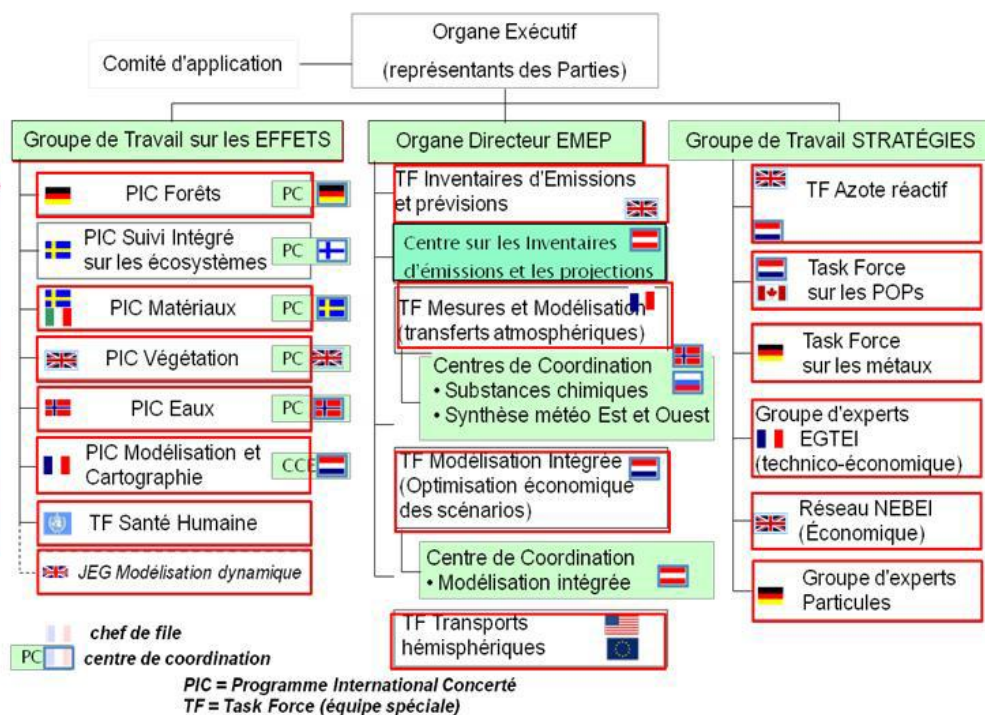 Organe Exécutif
(représentants des Parties)
Comité d'application
Groupe de Travail sur les EFFETS
PIC Forêts
PC
PIC Suivi Intégré
sur les écosystèmes
PC
PIC Matériaux
PC
PIC Végétation
PC
PIC Eaux
PC
PIC Modélisation et
Cartographie
CCE
TF Santé Humaine
JEG Modélisation dynamique
Organe Directeur EMEP
TF Inventaires d'Emissions
et prévisions
Centre sur les Inventaires
d'émissions et les projections
TF Mesures et Modélisation
(transferts atmosphériques)
Centres de Coordination
• Substances chimiques
• Synthèse météo Est et Ouest
TF Modélisation Intégrée
(Optimisation économique
des scénarios)
Centre de Coordination
• Modélisation intégrée
TF Transports
hémisphériques
Groupe de Travail STRATÉGIES
TF Azote réactif
Task Force
sur les POPs
Task Force
sur les métaux
Groupe d'experts
EGTEI
(technico-économique)
Réseau NEBEI
(Économique)
Groupe d'experts
Particules
chef de file
PC
centre de coordination
PIC = Programme International Concerté
TF = Task Force (équipe spéciale)